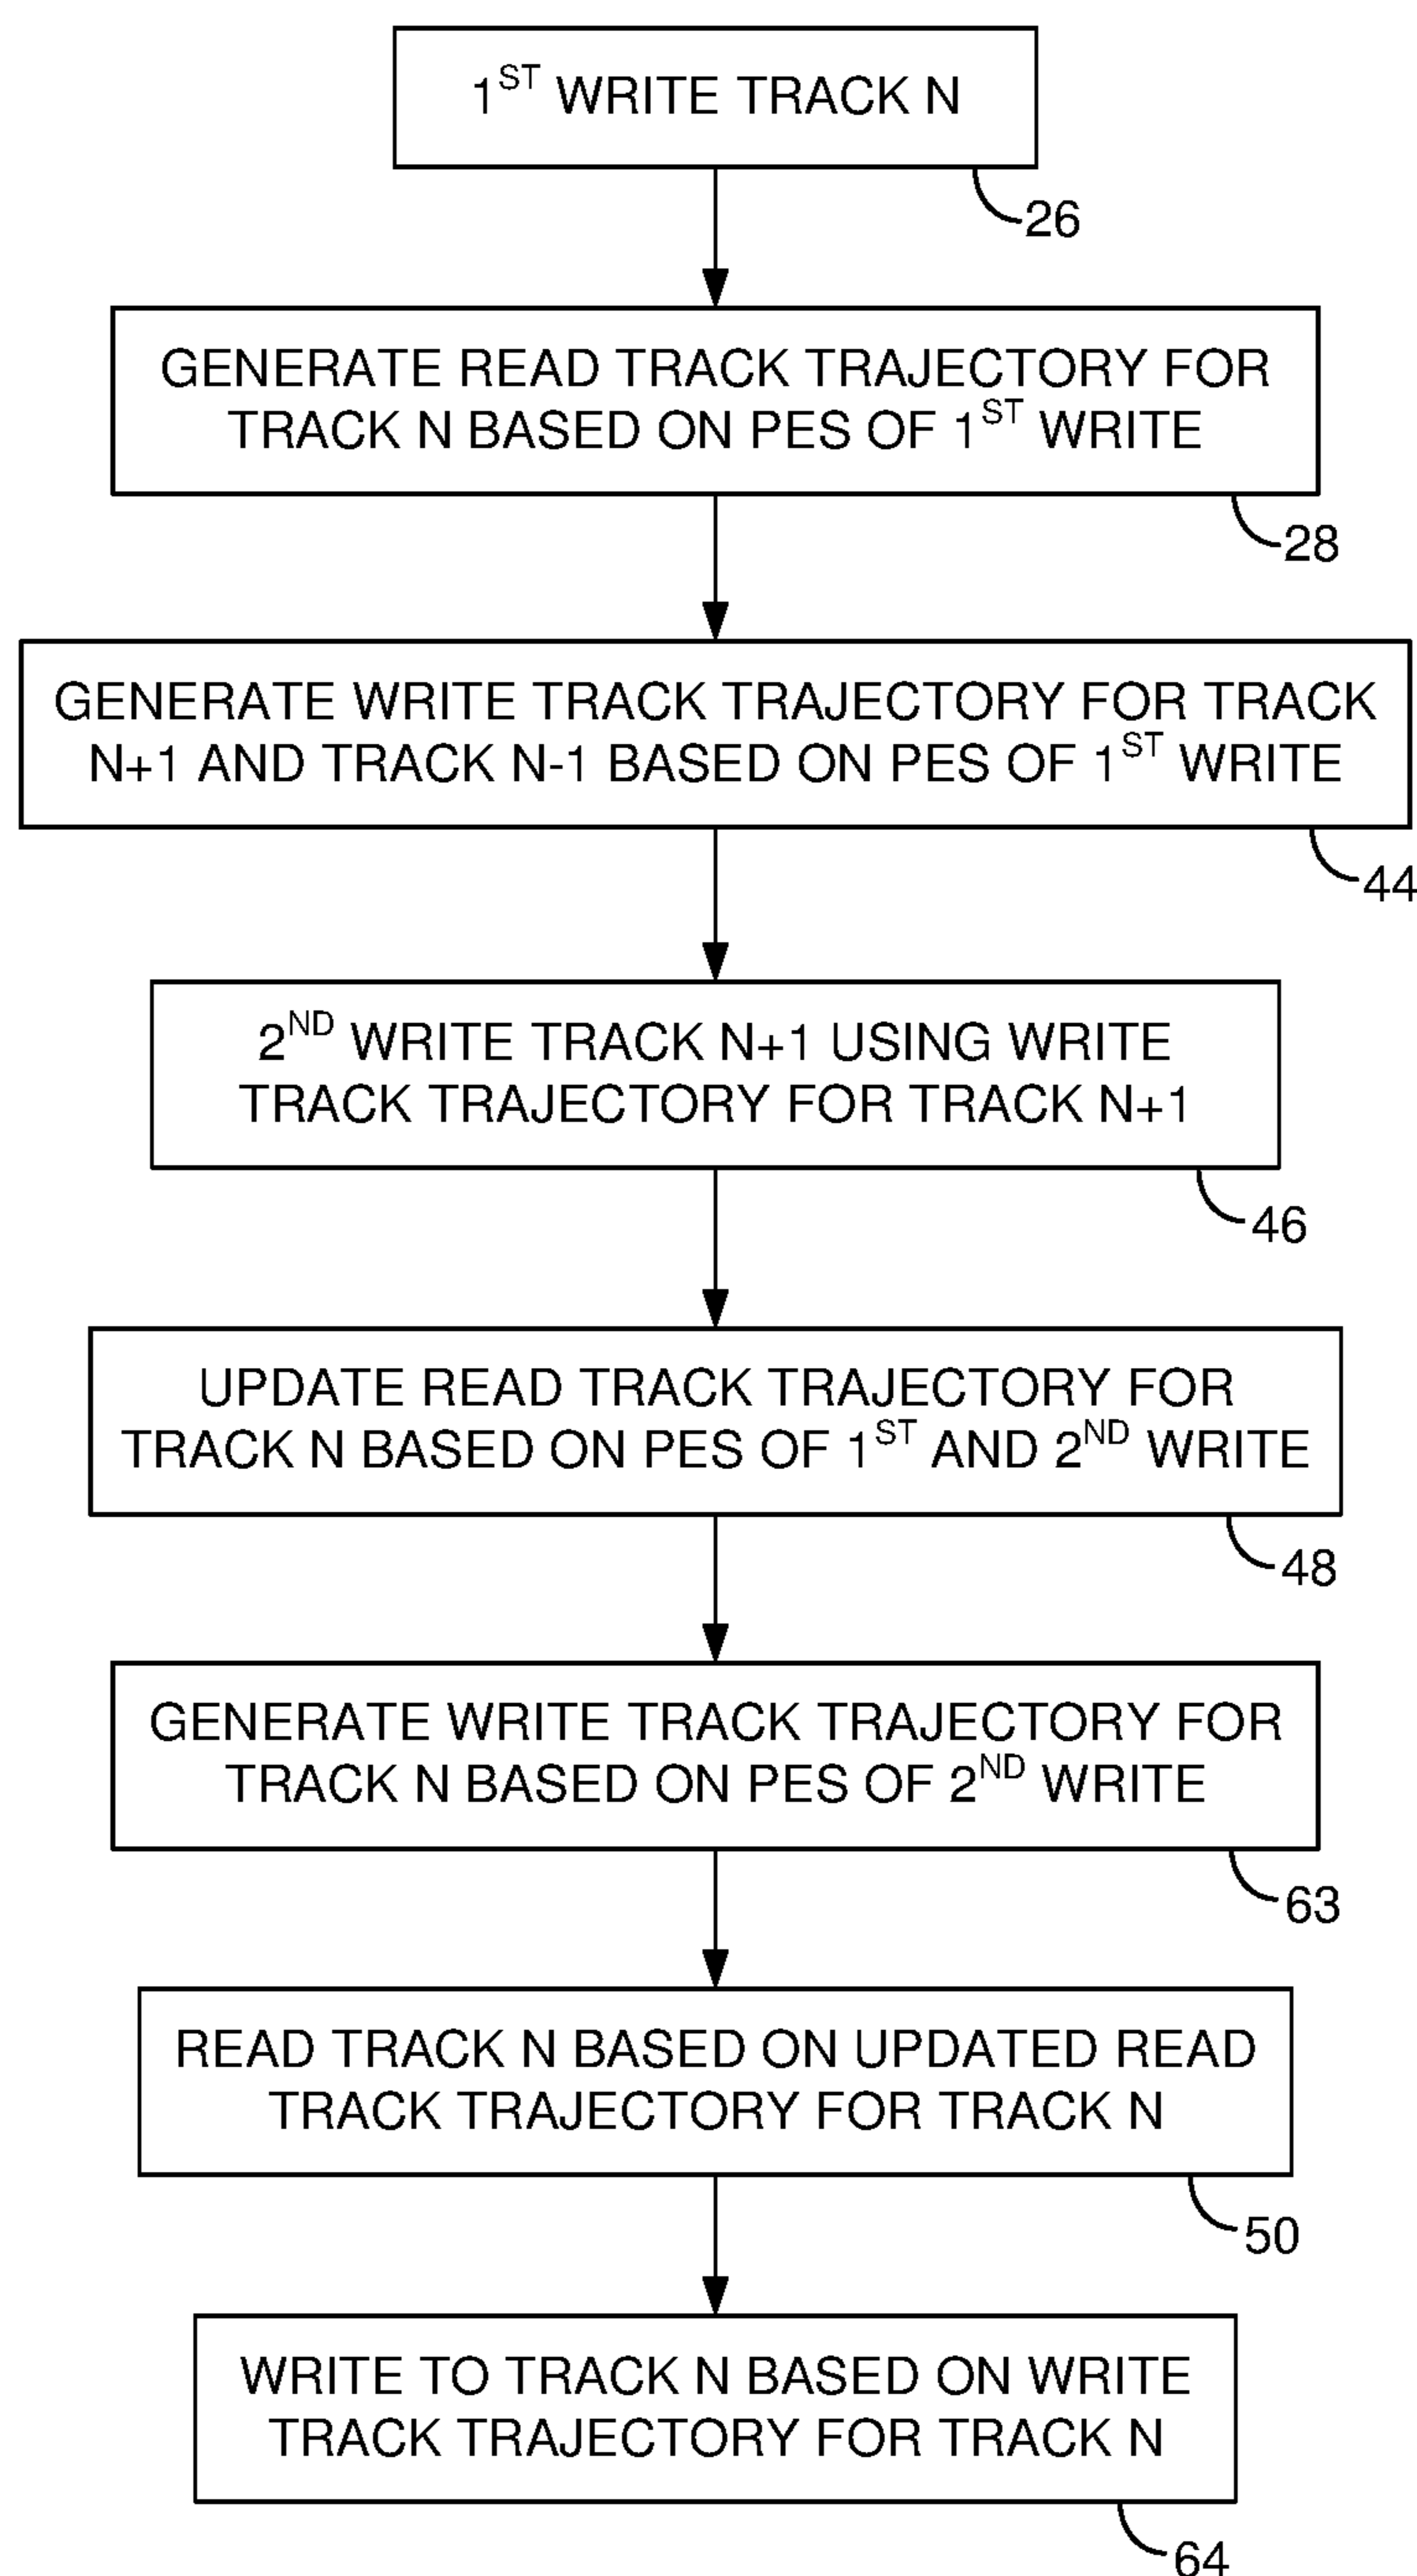 1ST WRITE TRACK N
26
GENERATE READ TRACK TRAJECTORY FOR
TRACK N BASED ON PES OF 1ST WRITE
28
GENERATE WRITE TRACK TRAJECTORY FOR TRACK
N+1 AND TRACK N-1 BASED ON PES OF 1ST WRITE
44
2ND WRITE TRACK N+1 USING WRITE
TRACK TRAJECTORY FOR TRACK N+1
46
UPDATE READ TRACK TRAJECTORY FOR
TRACK N BASED ON PES OF 1ST AND 2ND WRITE
48
GENERATE WRITE TRACK TRAJECTORY FOR
TRACK N BASED ON PES OF 2ND WRITE
63
READ TRACK N BASED ON UPDATED READ
TRACK TRAJECTORY FOR TRACK N
50
WRITE TO TRACK N BASED ON WRITE
TRACK TRAJECTORY FOR TRACK N
64